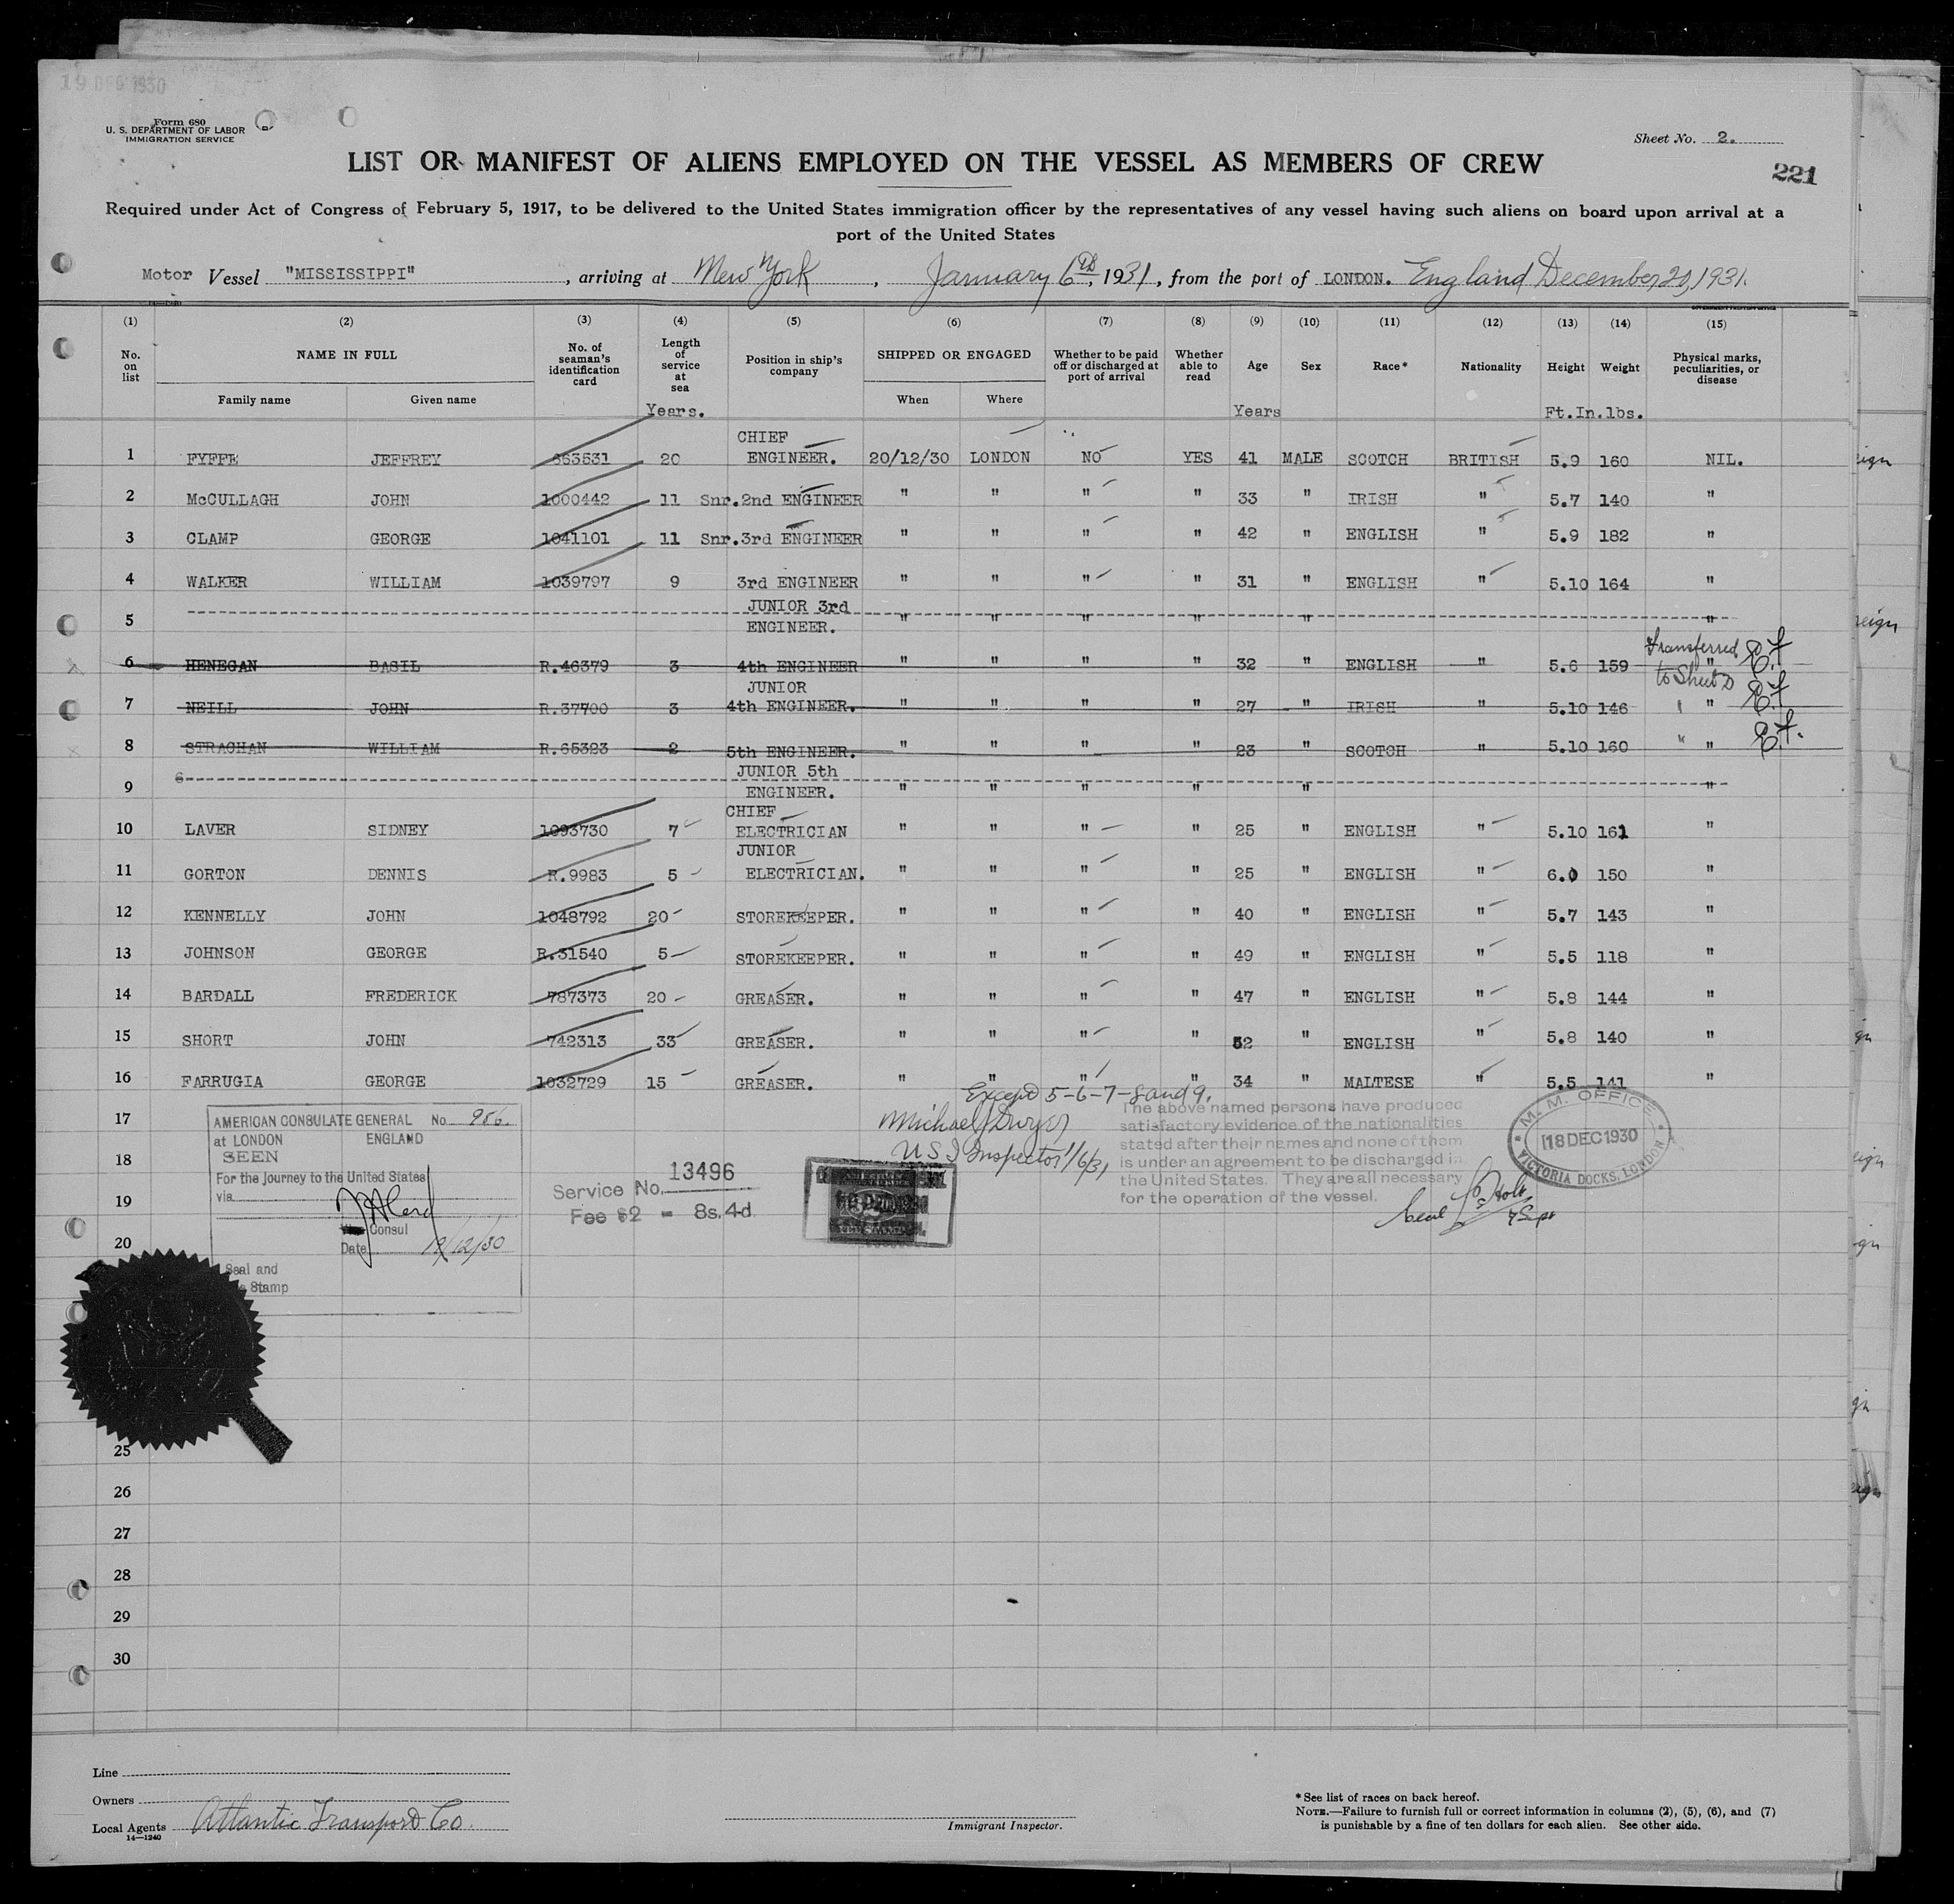 19 DEC 1930
Form 680
U. S. DEPARTMENT OF LABOR
IMMIGRATION SERVICE
Sheet No. 2.
LIST OR MANIFEST OF ALIENS EMPLOYED ON THE VESSEL AS MEMBERS OF CREW
221
Required under Act of Congress of February 5, 1917, to be delivered to the United States immigration officer by the representatives of any vessel having such aliens on board upon arrival at a
port of the United States
Motor Vessel "MISSISSIPPI", arriving at New York, January 6th, 1931, from the port of LONDON. England December 20, 1931.
(1) (2) (3) (4) (5) (6) (7) (8) (9) (10) (11) (12) (13) (14) (15)
No. on list NAME IN FULL No. of seaman's identification card Length of service at sea Position in ship's company SHIPPED OR ENGAGED Whether to be paid off or discharged at port of arrival Whether able to read Age Sex Race* Nationality Height Weight Physical marks, peculiarities, or disease
Family name Given name When Where
Years. Years Ft.In.lbs.
1 FYFFE JEFFREY 863531 20 CHIEF ENGINEER. 20/12/30 LONDON NO YES 41 MALE SCOTCH BRITISH 5.9 160 NIL.
2 McCULLAGH JOHN 1000442 11 Snr.2nd ENGINEER " " " " 33 " IRISH " 5.7 140 "
3 CLAMP GEORGE 1041101 11 Snr.3rd ENGINEER " " " " 42 " ENGLISH " 5.9 182 "
4 WALKER WILLIAM 1039797 9 3rd ENGINEER " " " " 31 " ENGLISH " 5.10 164 "
5 JUNIOR 3rd ENGINEER. " " " " " "
6 HENEGAN BASIL R.46379 3 4th ENGINEER " " " " 32 " ENGLISH " 5.6 159 " Transferred to Sheet D E.F.
7 NEILL JOHN R.37700 3 JUNIOR 4th ENGINEER. " " " " 27 " IRISH " 5.10 146 " " E.F.
8 STRACHAN WILLIAM R.65323 2 5th ENGINEER. " " " " 23 " SCOTCH " 5.10 160 " " E.F.
9 JUNIOR 5th ENGINEER. " " " " " "
10 LAVER SIDNEY 1093730 7 CHIEF ELECTRICIAN " " " " 25 " ENGLISH " 5.10 161 "
11 GORTON DENNIS R.9983 5 JUNIOR ELECTRICIAN. " " " " 25 " ENGLISH " 6.0 150 "
12 KENNELLY JOHN 1048792 20 STOREKEEPER. " " " " 40 " ENGLISH " 5.7 143 "
13 JOHNSON GEORGE R.31540 5 STOREKEEPER. " " " " 49 " ENGLISH " 5.5 118 "
14 BARDALL FREDERICK 787373 20 GREASER. " " " " 47 " ENGLISH " 5.8 144 "
15 SHORT JOHN 742313 33 GREASER. " " " " 52 " ENGLISH " 5.8 140 "
16 FARRUGIA GEORGE 1032729 15 GREASER. " " " " 34 " MALTESE " 5.5 141 "
Except 5-6-7-8 and 9.
17
18
19
20
Michael J Dwyer
U S I Inspector 1/6/31
AMERICAN CONSULATE GENERAL No. 956.
at LONDON ENGLAND
SEEN
For the journey to the United States
via
Vice Consul
Date 19/12/30
Seal and
Stamp
Service No. 13496
Fee $2 = 8s. 4d.
The above named persons have produced
satisfactory evidence of the nationalities
stated after their names and none of them
is under an agreement to be discharged in
the United States. They are all necessary
for the operation of the vessel.
M. M. OFFICE
18 DEC 1930
VICTORIA DOCKS, LONDON
25
26
27
28
29
30
Line
Owners
Local Agents Atlantic Transport Co.
14—1240
Immigrant Inspector.
* See list of races on back hereof.
NOTE.—Failure to furnish full or correct information in columns (2), (5), (6), and (7)
is punishable by a fine of ten dollars for each alien. See other side.